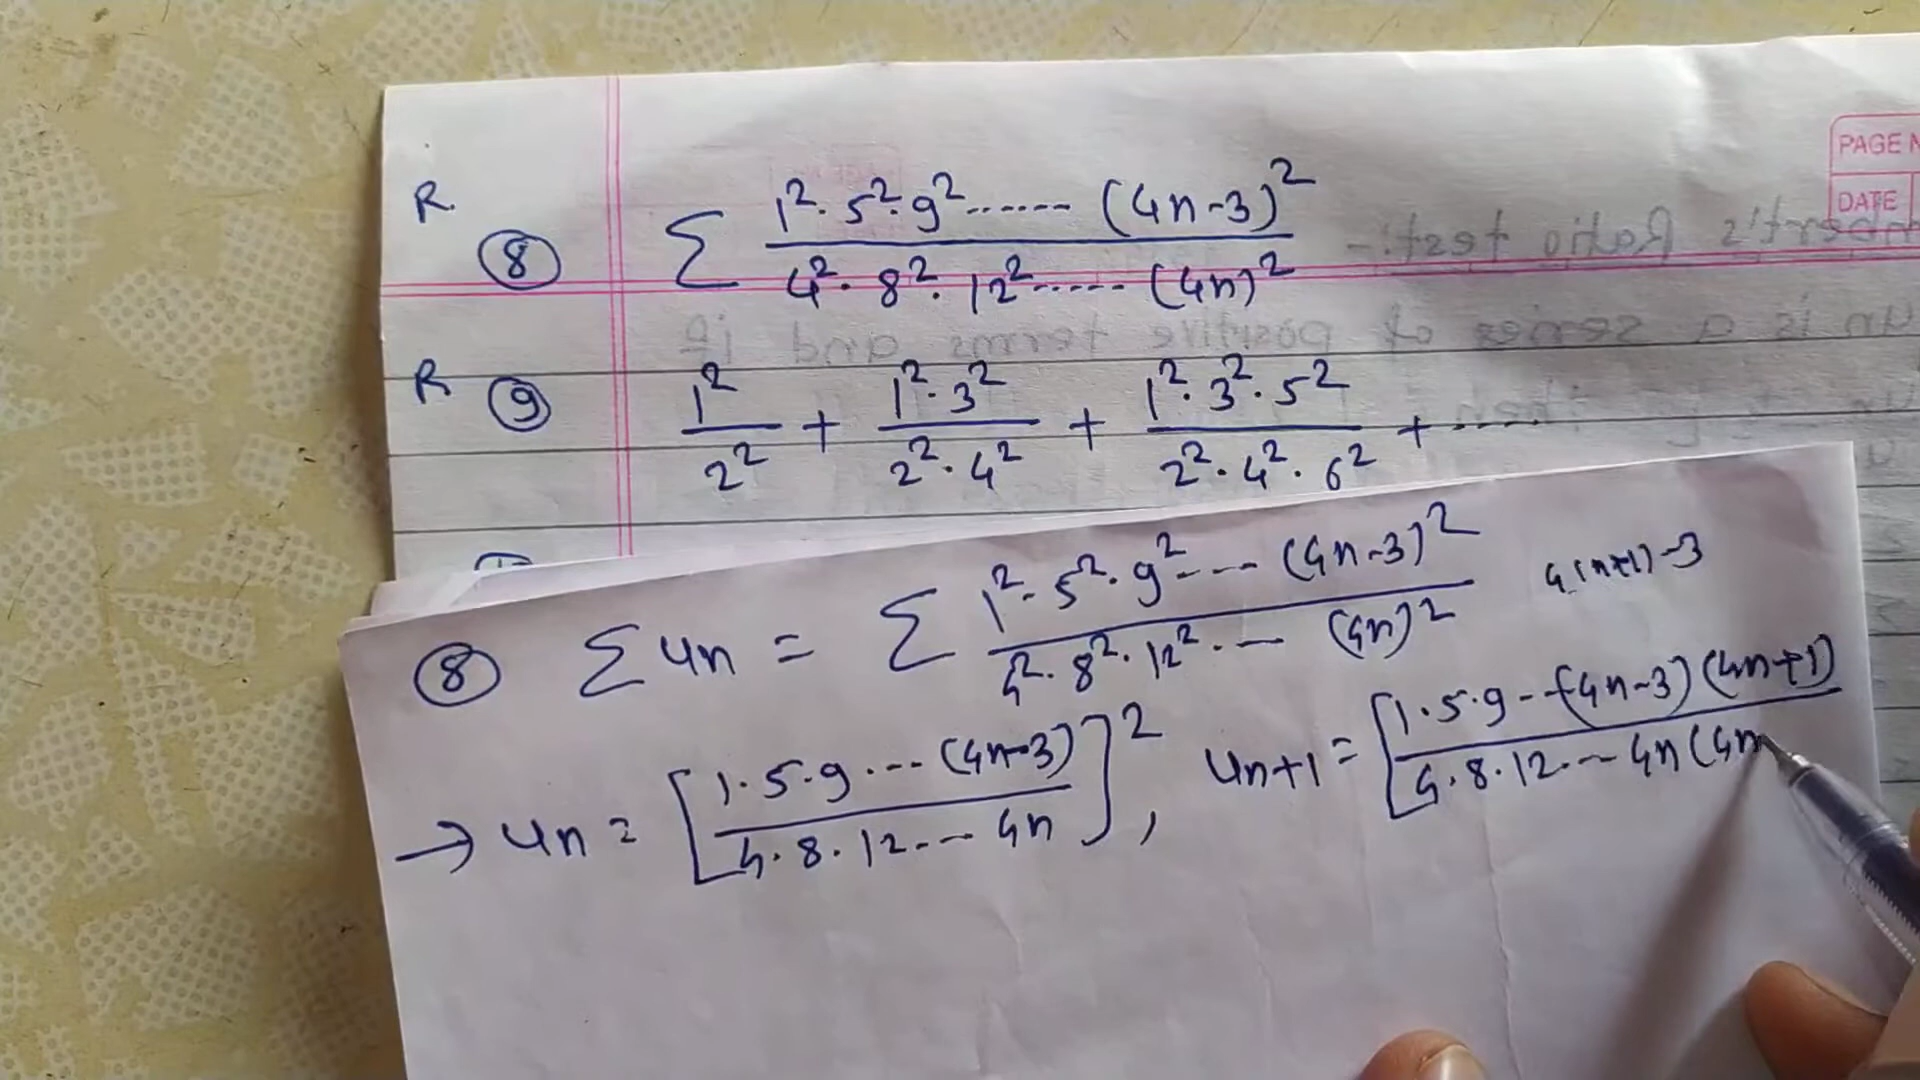 PAGE N
DATE
R. ⑧ ∑ 1²·5²·9²...... (4n-3)² / 4²·8²·12²..... (4n)²
R ⑨ 1²/2² + 1²·3²/2²·4² + 1²·3²·5²/2²·4²·6² + ......
⑧ ∑un = ∑ 1²·5²·9²--- (4n-3)² / 4²·8²·12²·-- (4n)² 4(n+1)-3
→ un = [1·5·9·-- (4n-3) / 4·8·12--- 4n]², un+1 = [1·5·9--(4n-3)(4n+1) / 4·8·12·-- 4n(4n